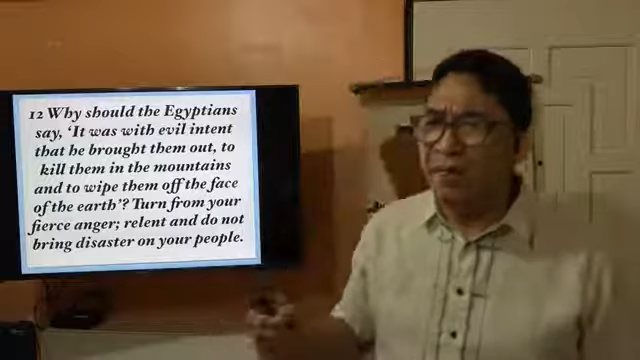 12 Why should the Egyptians
say, ‘It was with evil intent
that he brought them out, to
kill them in the mountains
and to wipe them off the face
of the earth’? Turn from your
fierce anger; relent and do not
bring disaster on your people.